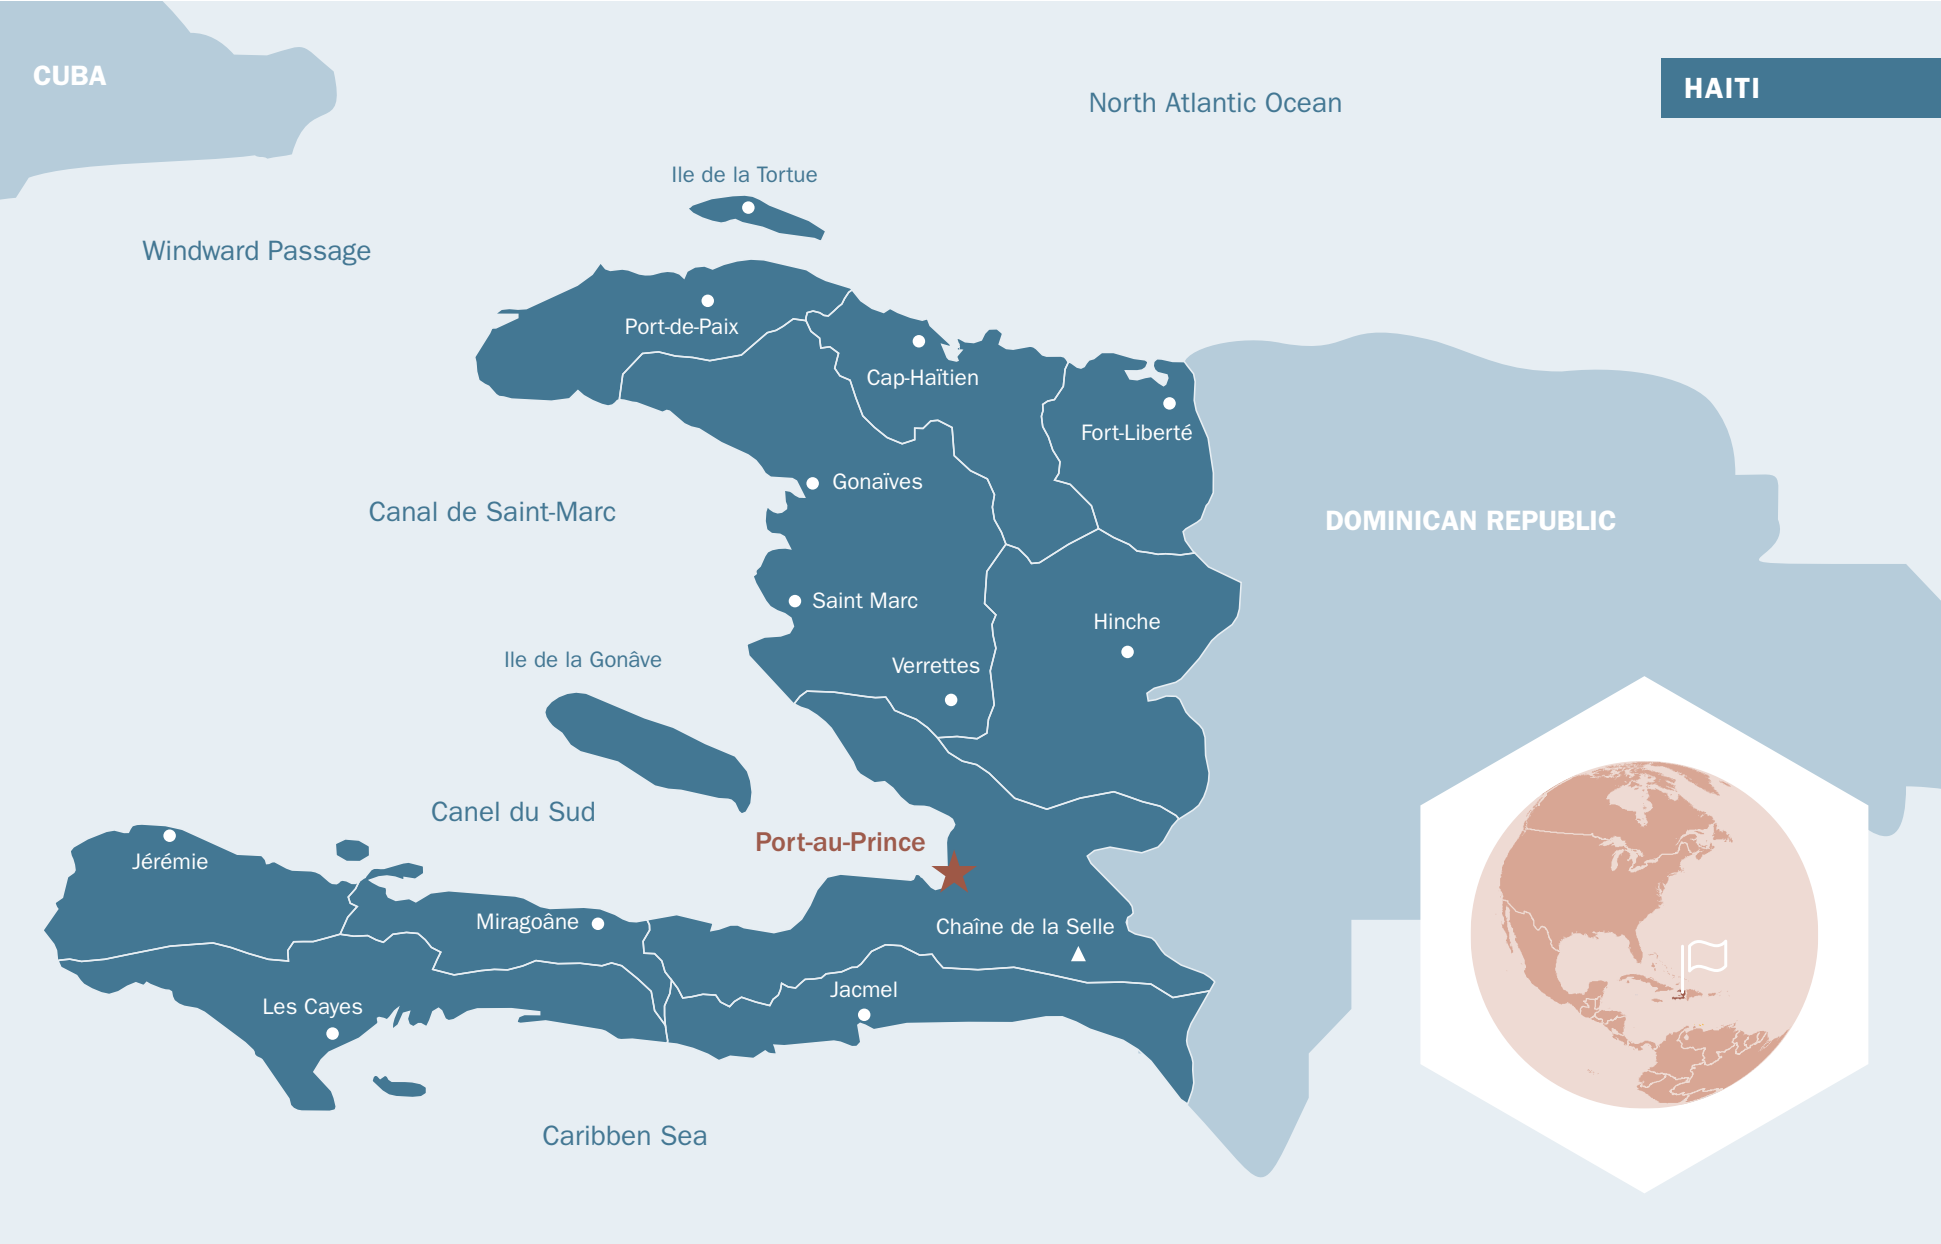 CUBA
HAITI
North Atlantic Ocean
Ile de la Tortue
Windward Passage
Port-de-Paix
Cap-Haïtien
Fort-Liberté
Gonaïves
Canal de Saint-Marc
DOMINICAN REPUBLIC
Saint Marc
Hinche
Ile de la Gonâve
Verrettes
Canel du Sud
Port-au-Prince
Jérémie
Miragoâne
Chaîne de la Selle
Jacmel
Les Cayes
Caribben Sea